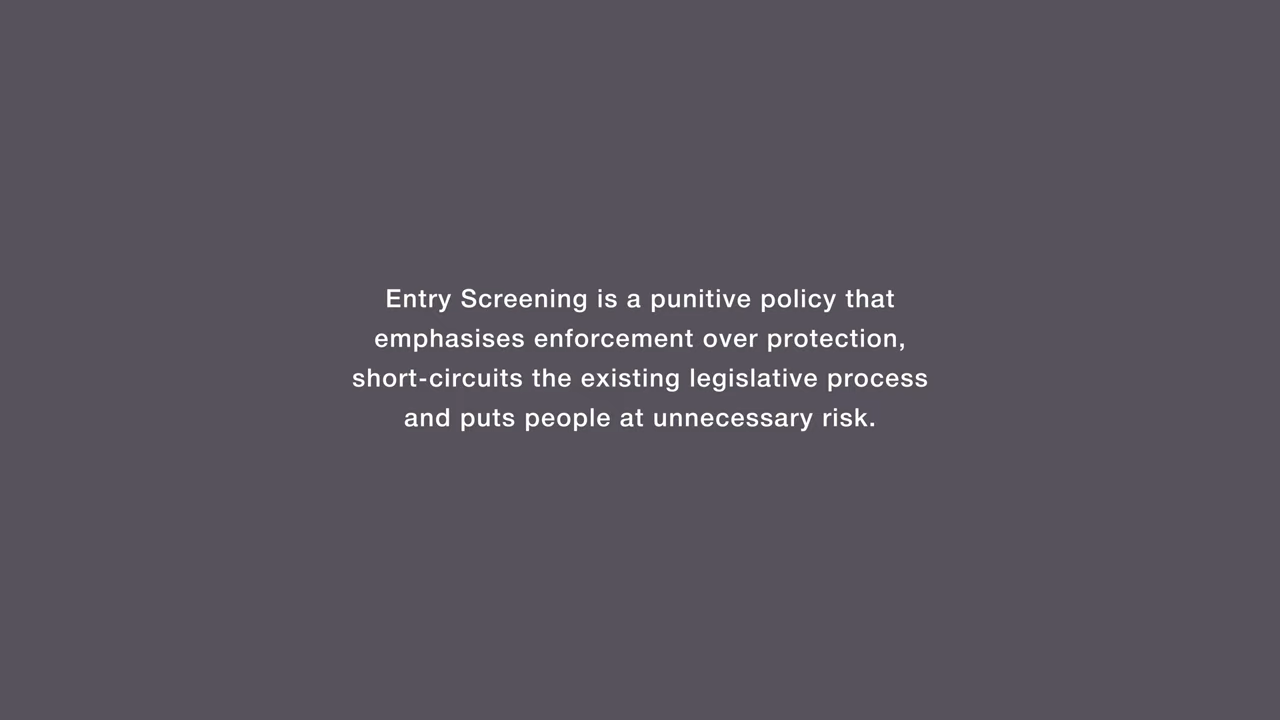 Entry Screening is a punitive policy that
emphasises enforcement over protection,
short-circuits the existing legislative process
and puts people at unnecessary risk.